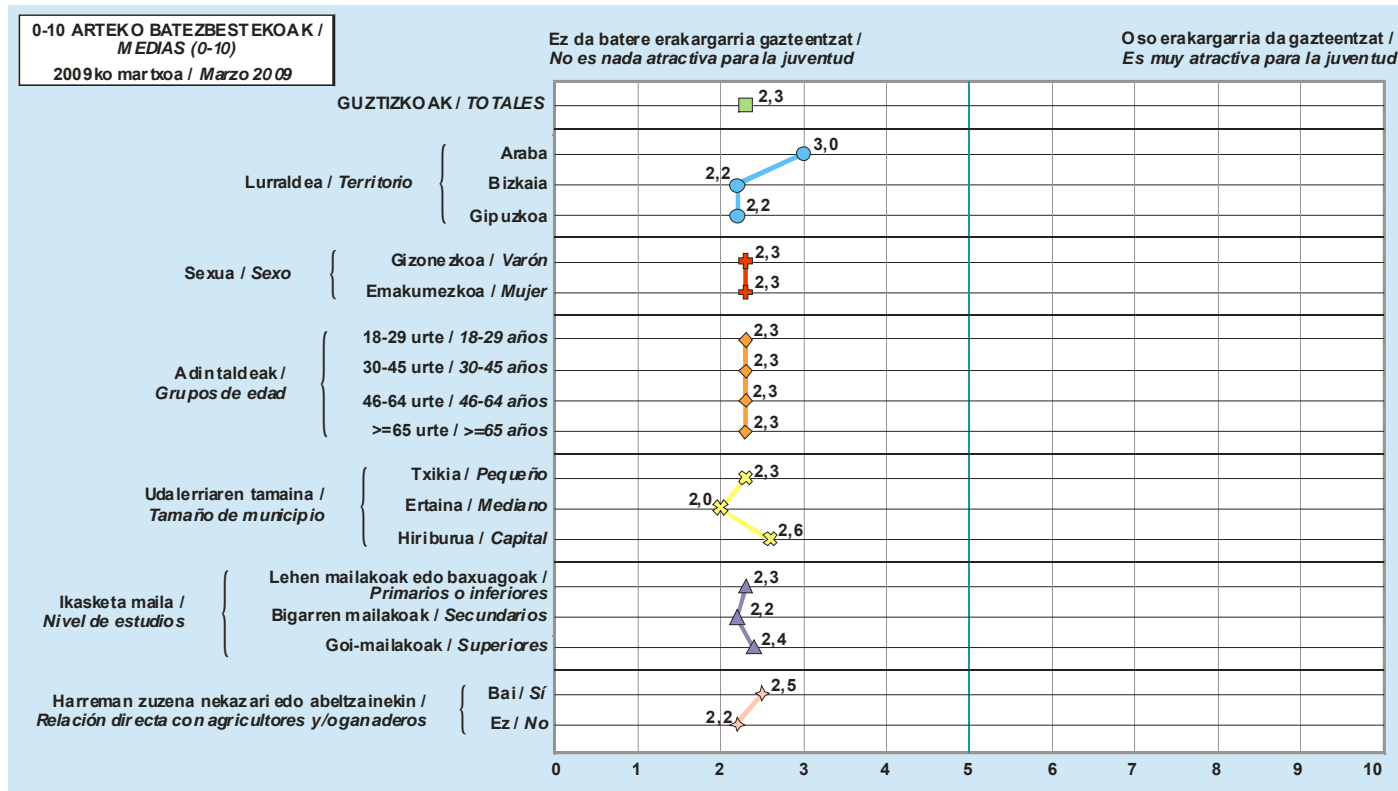 0-10 ARTEKO BATEZBESTEKOAK /
MEDIAS (0-10)
2009ko martxoa / Marzo 2009
Ez da batere erakargarria gazteentzat /
No es nada atractiva para la juventud
Oso erakargarria da gazteentzat /
Es muy atractiva para la juventud
GUZTIZKOAK / TOTALES
2,3
Lurraldea / Territorio
Araba
3,0
Bizkaia
2,2
Gipuzkoa
2,2
Sexua / Sexo
Gizonezkoa / Varón
2,3
Emakumezkoa / Mujer
2,3
Adintaldeak /
Grupos de edad
18-29 urte / 18-29 años
2,3
30-45 urte / 30-45 años
2,3
46-64 urte / 46-64 años
2,3
>=65 urte / >=65 años
2,3
Udalerriaren tamaina /
Tamaño de municipio
Txikia / Pequeño
2,3
Ertaina / Mediano
2,0
Hiriburua / Capital
2,6
Ikasketa maila /
Nivel de estudios
Lehen mailakoak edo baxuagoak /
Primarios o inferiores
2,3
Bigarren mailakoak / Secundarios
2,2
Goi-mailakoak / Superiores
2,4
Harreman zuzena nekazari edo abeltzainekin /
Relación directa con agricultores y/o ganaderos
Bai / Sí
2,5
Ez / No
2,2
0 1 2 3 4 5 6 7 8 9 10